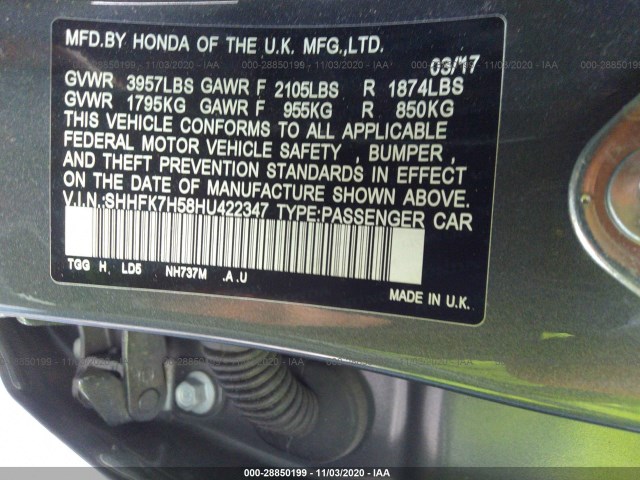 MFD.BY HONDA OF THE U.K. MFG.,LTD.
03/17
GVWR 3957LBS GAWR F 2105LBS R 1874LBS
GVWR 1795KG GAWR F 955KG R 850KG
THIS VEHICLE CONFORMS TO ALL APPLICABLE
FEDERAL MOTOR VEHICLE SAFETY , BUMPER ,
AND THEFT PREVENTION STANDARDS IN EFFECT
ON THE DATE OF MANUFACTURE SHOWN ABOVE.
V.I.N.:SHHFK7H58HU422347 TYPE:PASSENGER CAR
TGG H, LD5 NH737M .A.U
MADE IN U.K.
000-28850199 - 11/03/2020 - IAA